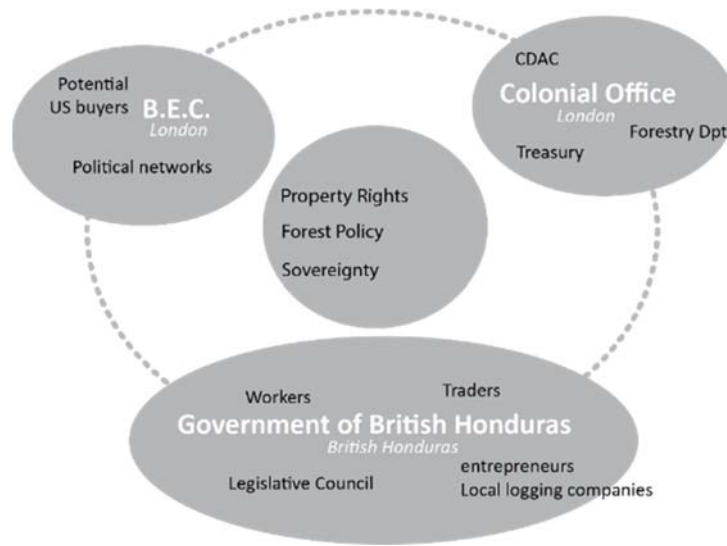 Potential
US buyers
B.E.C.
London
Political networks
CDAC
Colonial Office
London
Forestry Dpt
Treasury
Property Rights
Forest Policy
Sovereignty
Workers
Traders
Government of British Honduras
British Honduras
Legislative Council
entrepreneurs
Local logging companies